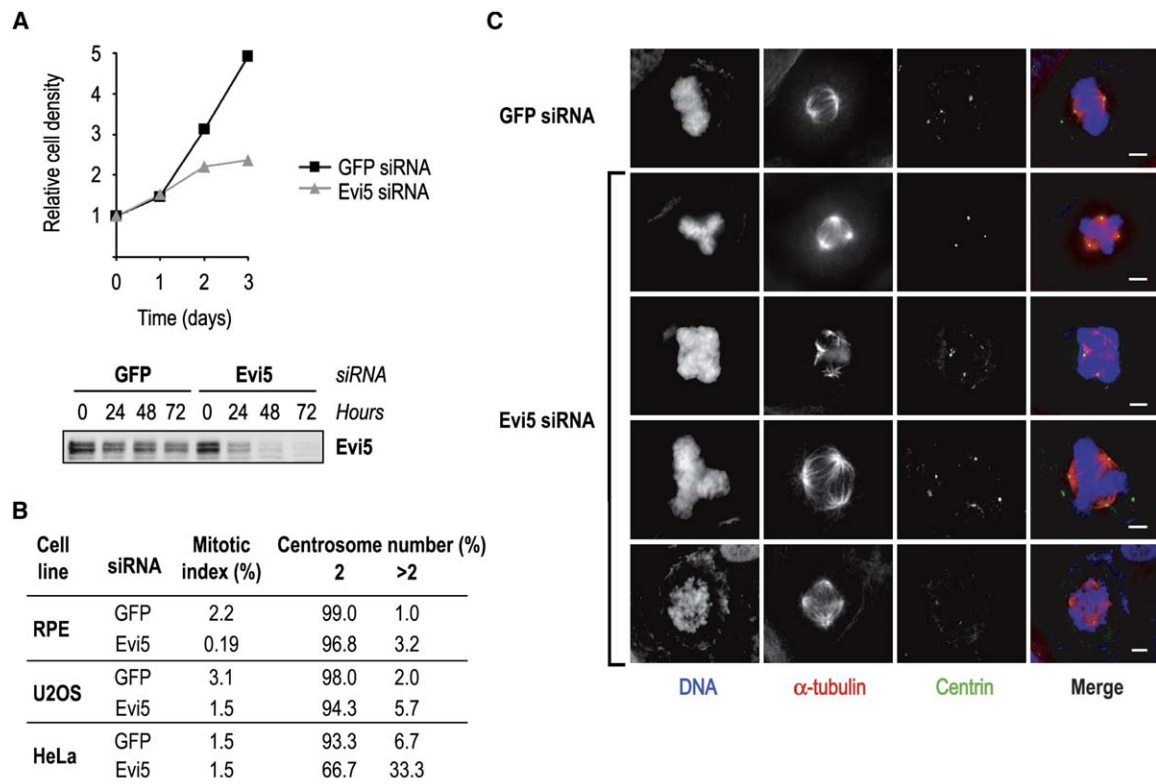 A
Relative cell density
5
4
3
2
1
0 1 2 3
Time (days)
GFP siRNA
Evi5 siRNA
GFP Evi5 siRNA
0 24 48 72 0 24 48 72 Hours
Evi5
B
Cell line siRNA Mitotic index (%) Centrosome number (%)
2 >2
RPE GFP 2.2 99.0 1.0
Evi5 0.19 96.8 3.2
U2OS GFP 3.1 98.0 2.0
Evi5 1.5 94.3 5.7
HeLa GFP 1.5 93.3 6.7
Evi5 1.5 66.7 33.3
C
GFP siRNA
Evi5 siRNA
DNA α-tubulin Centrin Merge